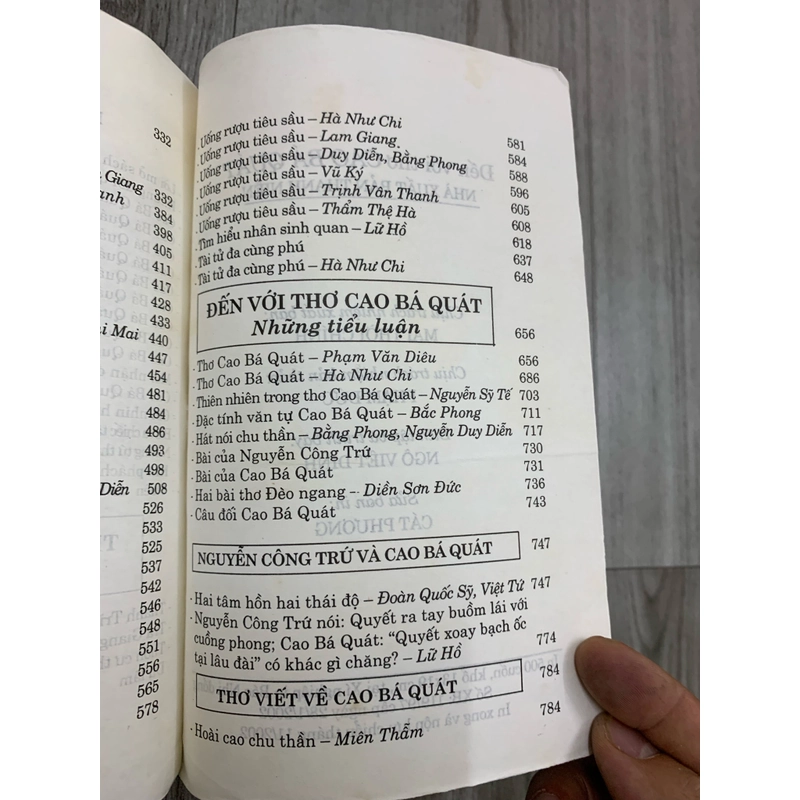 332
Giang 332
anh 384
398
405
411
417
428
433
i Mai 440
447
454
481
484
486
493
498
Diễn 508
526
533
525
537
542
546
548
551
556
565
578
Uống rượu tiêu sầu – Hà Như Chi 581
Uống rượu tiêu sầu – Lam Giang 584
Uống rượu tiêu sầu – Duy Diễn, Bằng Phong 588
Uống rượu tiêu sầu – Vũ Ký 596
Uống rượu tiêu sầu – Trịnh Vân Thanh 605
Uống rượu tiêu sầu – Thẩm Thệ Hà 608
Tìm hiểu nhân sinh quan – Lữ Hồ 618
Tài tử đa cùng phú 637
Tài tử đa cùng phú – Hà Như Chi 648
ĐẾN VỚI THƠ CAO BÁ QUÁT
Những tiểu luận 656
Thơ Cao Bá Quát – Phạm Văn Diêu 656
Thơ Cao Bá Quát – Hà Như Chi 686
Thiên nhiên trong thơ Cao Bá Quát – Nguyễn Sỹ Tế 703
Đặc tính văn tự Cao Bá Quát – Bắc Phong 711
Hát nói chu thần – Bằng Phong, Nguyễn Duy Diễn 717
Bài của Nguyễn Công Trứ 730
Bài của Cao Bá Quát 731
Hai bài thơ Đèo ngang – Diền Sơn Đức 736
Câu đối Cao Bá Quát 743
NGUYỄN CÔNG TRỨ VÀ CAO BÁ QUÁT 747
Hai tâm hồn hai thái độ – Đoàn Quốc Sỹ, Việt Tử 747
Nguyễn Công Trứ nói: Quyết ra tay buồm lái với
cuồng phong; Cao Bá Quát: “Quyết xoay bạch ốc
tại lâu đài” có khác gì chăng? – Lữ Hồ 774
THƠ VIẾT VỀ CAO BÁ QUÁT 784
Hoài cao chu thần – Miên Thẩm 784